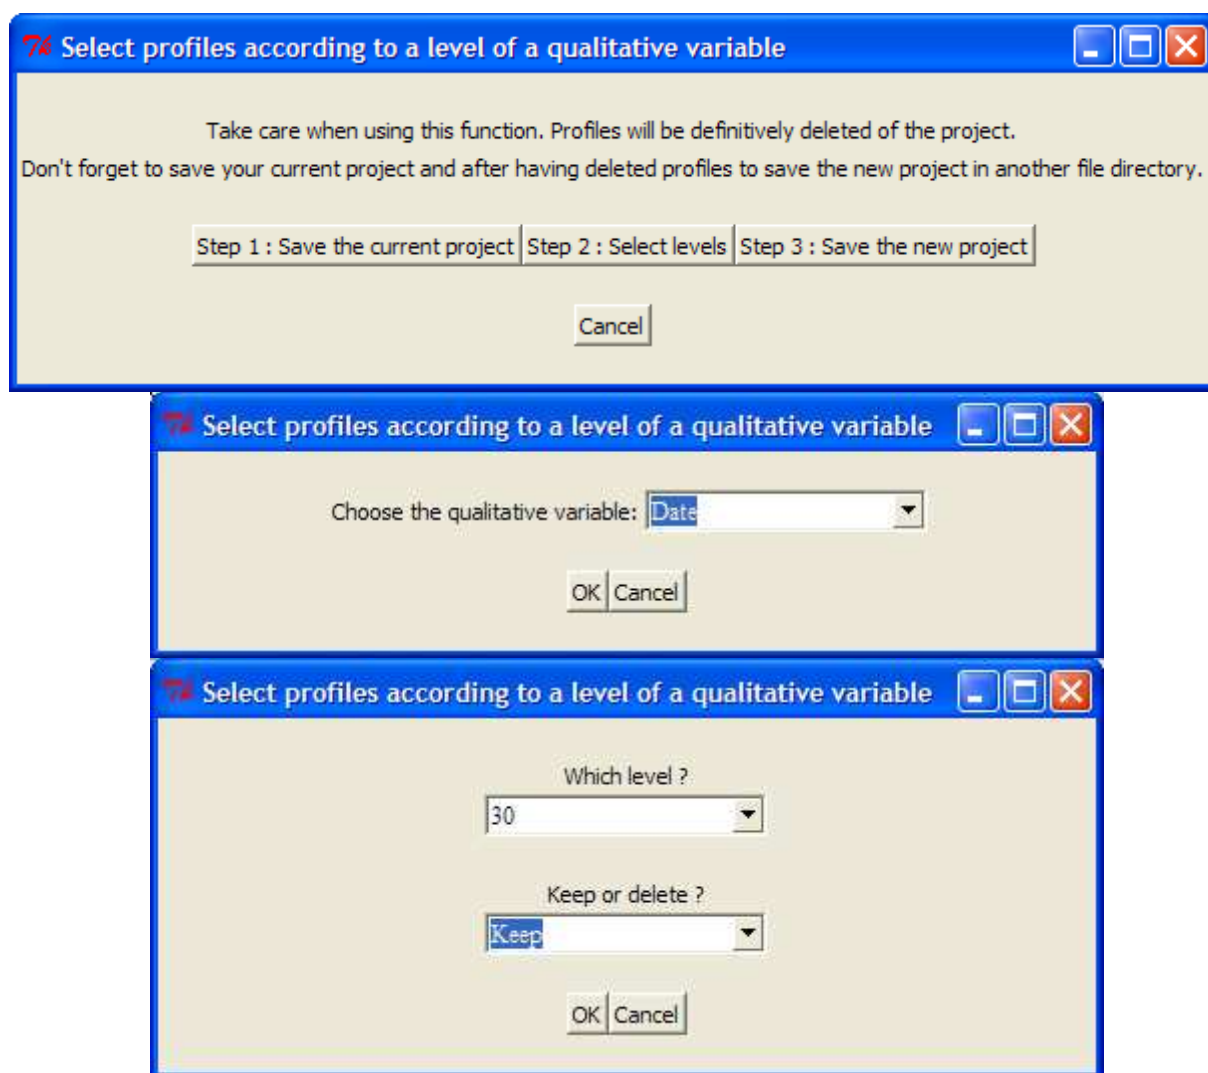 Select profiles according to a level of a qualitative variable
Take care when using this function. Profiles will be definitively deleted of the project.
Don't forget to save your current project and after having deleted profiles to save the new project in another file directory.
Step 1 : Save the current project Step 2 : Select levels Step 3 : Save the new project
Cancel
Select profiles according to a level of a qualitative variable
Choose the qualitative variable: Date
OK Cancel
Select profiles according to a level of a qualitative variable
Which level ?
30
Keep or delete ?
Keep
OK Cancel